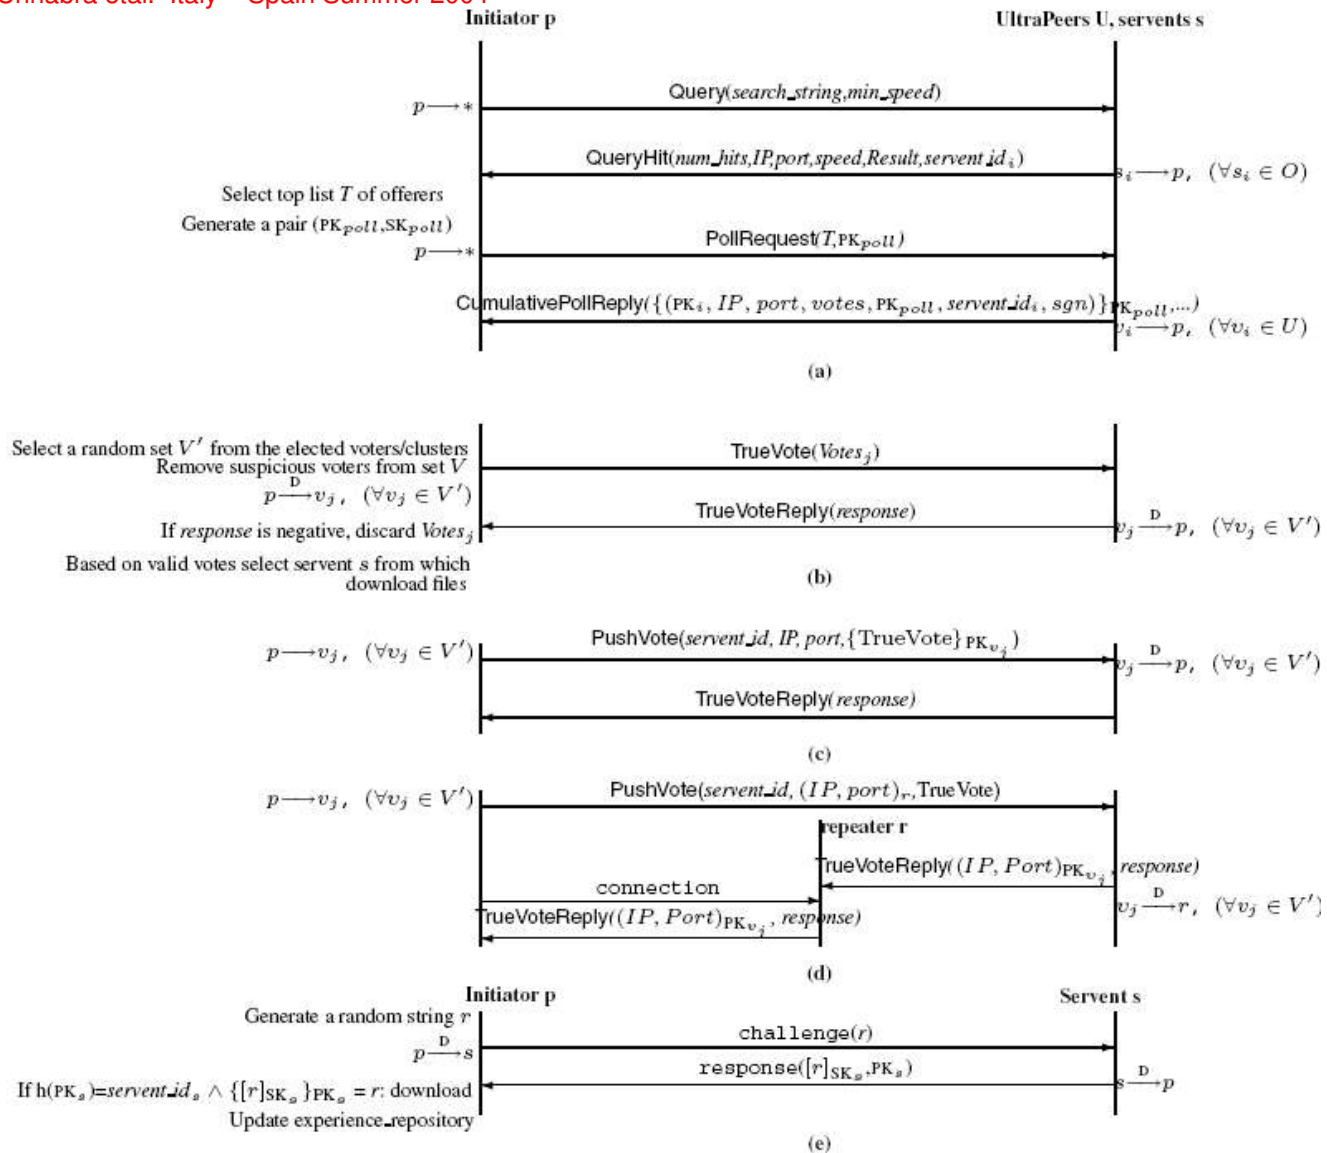 Initiator p
UltraPeers U, servents s
Query(search_string,min_speed)
p ⟶ *
QueryHit(num_hits,IP,port,speed,Result,servent_id_i)
s_i ⟶ p, (∀s_i ∈ O)
Select top list T of offerers
Generate a pair (PK_poll,SK_poll)
PollRequest(T,PK_poll)
p ⟶ *
CumulativePollReply({(PK_i, IP, port, votes, PK_poll, servent_id_i, sgn)}PK_poll,...)
v_i ⟶ p, (∀v_i ∈ U)
(a)
Select a random set V′ from the elected voters/clusters
Remove suspicious voters from set V
TrueVote(Votes_j)
p —D→ v_j, (∀v_j ∈ V′)
TrueVoteReply(response)
If response is negative, discard Votes_j
v_j —D→ p, (∀v_j ∈ V′)
Based on valid votes select servent s from which
download files
(b)
PushVote(servent_id, IP, port,{TrueVote}PK_v_j)
p ⟶ v_j, (∀v_j ∈ V′)
v_j —D→ p, (∀v_j ∈ V′)
TrueVoteReply(response)
(c)
PushVote(servent_id, (IP, port)_r,TrueVote)
p ⟶ v_j, (∀v_j ∈ V′)
repeater r
TrueVoteReply((IP, Port)PK_v_j, response)
connection
v_j —D→ r, (∀v_j ∈ V′)
TrueVoteReply((IP, Port)PK_v_j, response)
(d)
Initiator p
Servent s
Generate a random string r
challenge(r)
p —D→ s
response([r]SK_s,PK_s)
If h(PK_s)=servent_id_s ∧ {[r]SK_s}PK_s = r: download
s —D→ p
Update experience_repository
(e)